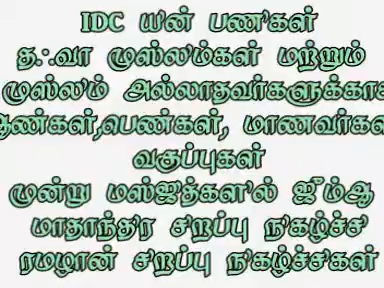 IDC யின் பணிகள்
தஃவா முஸ்லிம்கள் மற்றும்
முஸ்லிம் அல்லாதவர்களுக்காக
ஆண்கள்,பெண்கள், மாணவர்கள்
வகுப்புகள்
மூன்று மஸ்ஜித்களில் ஜீம்ஆ
மாதாந்திர சிறப்பு நிகழ்ச்சி
ரமழான் சிறப்பு நிகழ்ச்சிகள்